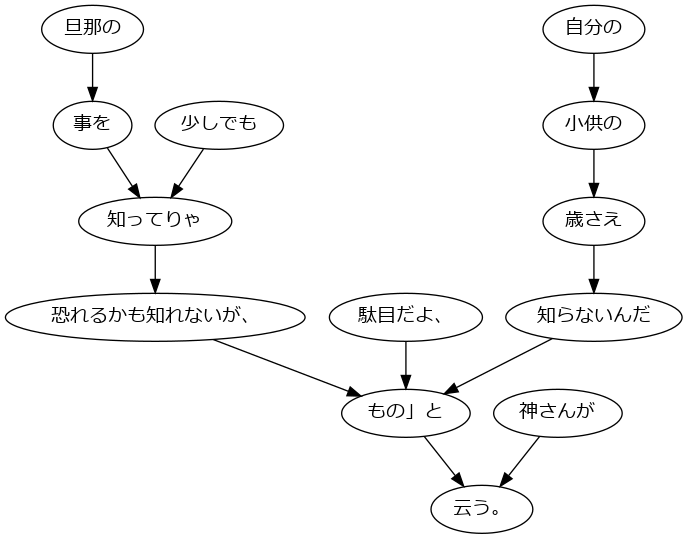 旦那の
自分の
事を
少しでも
小供の
知ってりゃ
歳さえ
恐れるかも知れないが、
駄目だよ、
知らないんだ
もの」と
神さんが
云う。